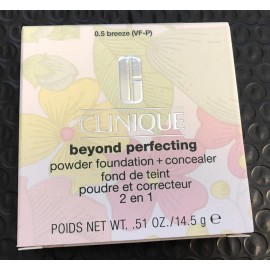 0.5 breeze (VF-P)
CLINIQUE
beyond perfecting
powder foundation + concealer
fond de teint
poudre et correcteur
2 en 1
POIDS NET WT. .51 OZ./14.5 g ℮